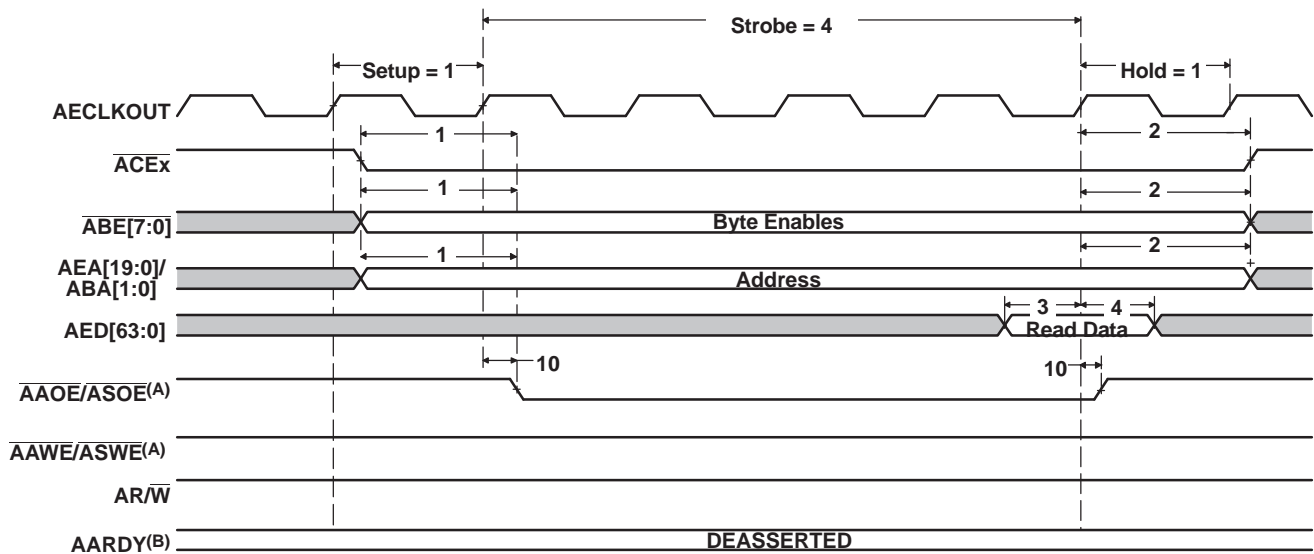 Strobe = 4
Setup = 1
Hold = 1
AECLKOUT
1
2
ACEx
1
2
ABE[7:0]
Byte Enables
1
2
AEA[19:0]/
ABA[1:0]
Address
3
4
AED[63:0]
Read Data
10
10
AAOE/ASOE(A)
AAWE/ASWE(A)
AR/W
AARDY(B)
DEASSERTED